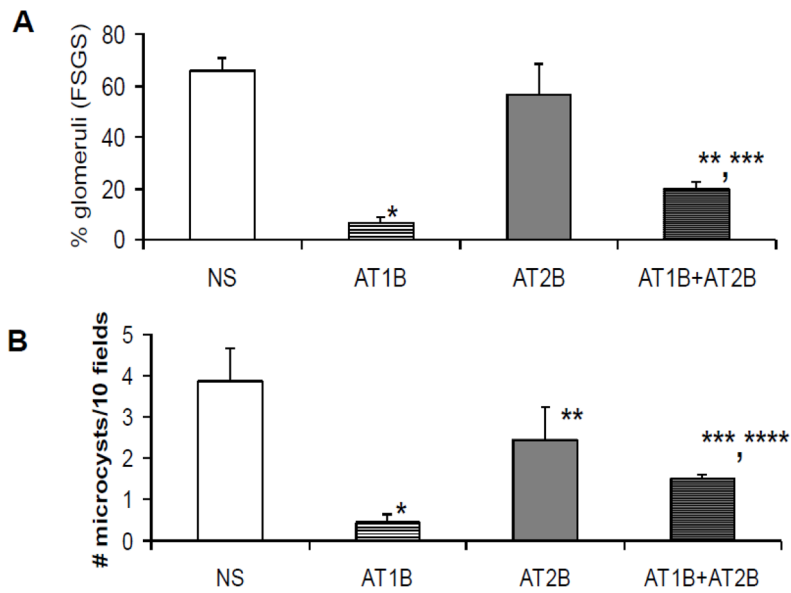 A
% glomeruli (FSGS)
80
60
40
20
0
*
**,***
NS AT1B AT2B AT1B+AT2B
B
# microcysts/10 fields
5
4
3
2
1
0
*
**
***,****
NS AT1B AT2B AT1B+AT2B